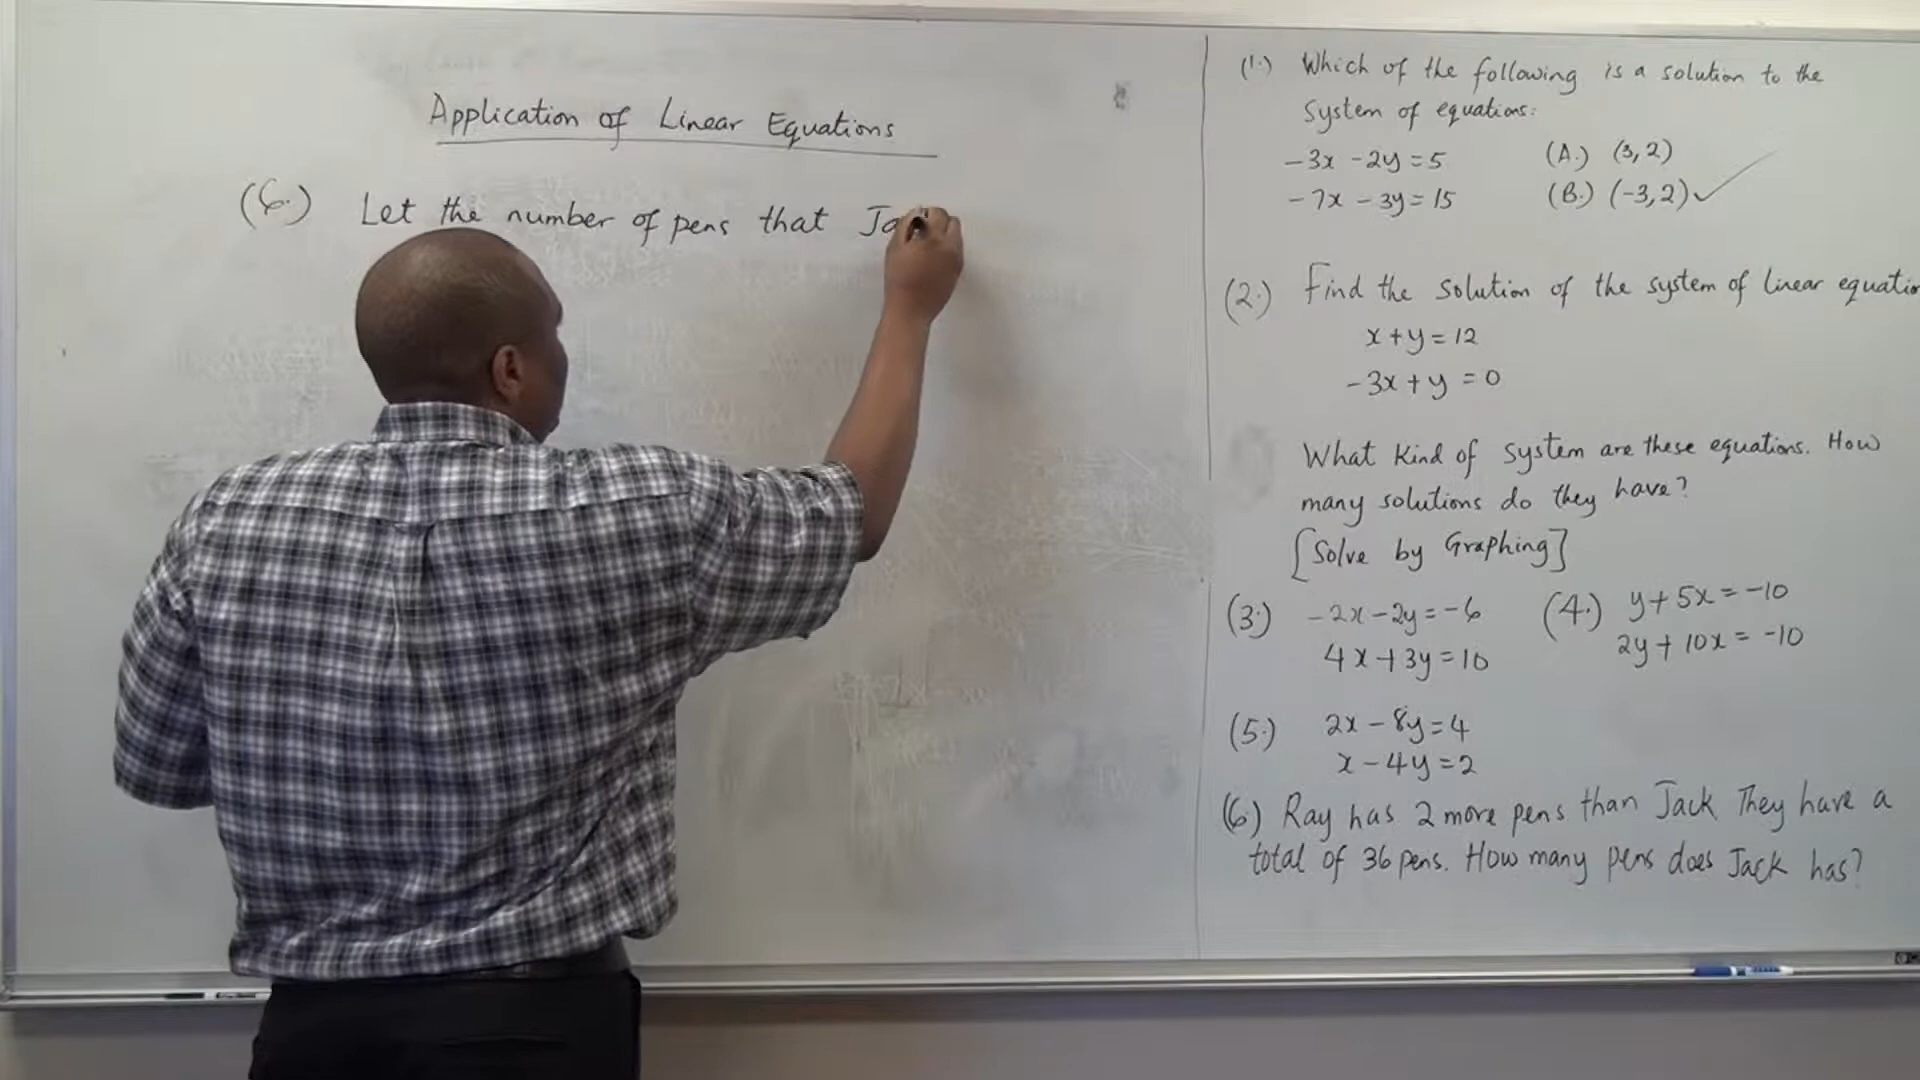 Application of Linear Equations
(6.) Let the number of pens that Ja
(1.) Which of the following is a solution to the
system of equations:
-3x -2y = 5 (A.) (3, 2)
-7x - 3y = 15 (B.) (-3, 2) ✓
(2.) Find the solution of the system of linear equatio
x + y = 12
-3x + y = 0
What kind of system are these equations. How
many solutions do they have?
[Solve by Graphing]
(3.) -2x - 2y = -6 (4.) y + 5x = -10
4x + 3y = 10 2y + 10x = -10
(5.) 2x - 8y = 4
x - 4y = 2
(6.) Ray has 2 more pens than Jack. They have a
total of 36 pens. How many pens does Jack has?